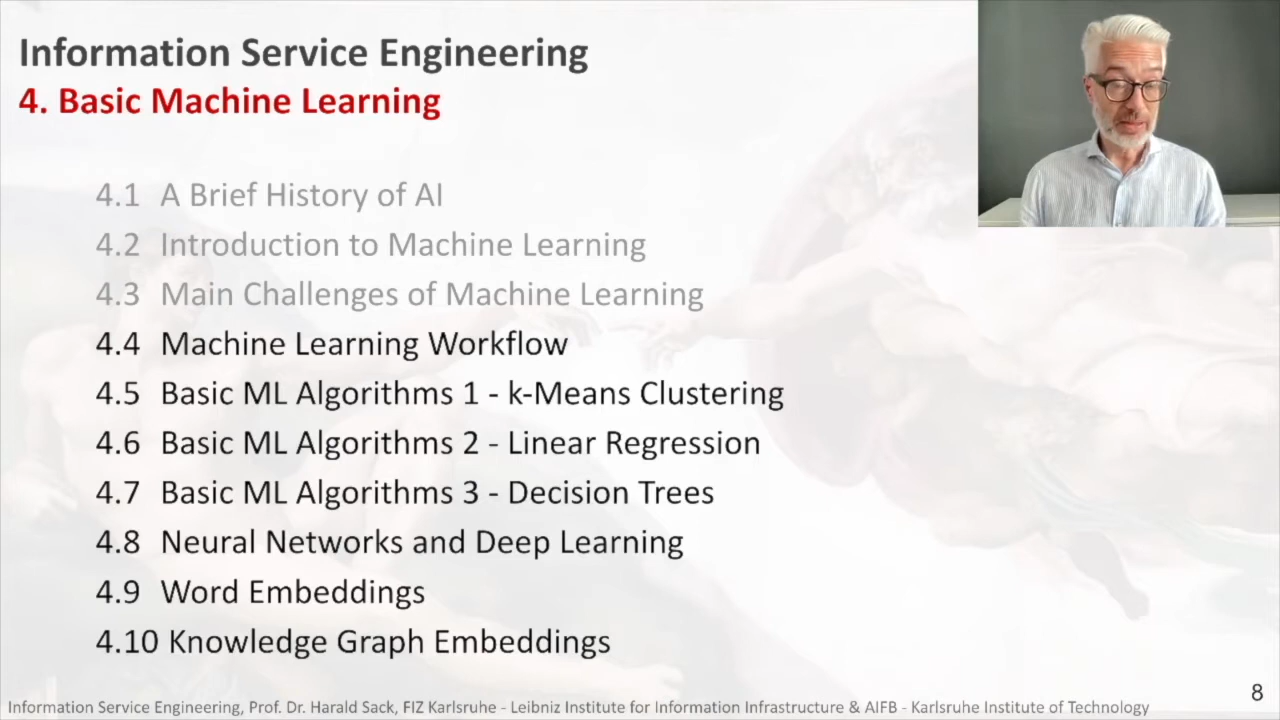 Information Service Engineering
4. Basic Machine Learning
4.1 A Brief History of AI
4.2 Introduction to Machine Learning
4.3 Main Challenges of Machine Learning
4.4 Machine Learning Workflow
4.5 Basic ML Algorithms 1 - k-Means Clustering
4.6 Basic ML Algorithms 2 - Linear Regression
4.7 Basic ML Algorithms 3 - Decision Trees
4.8 Neural Networks and Deep Learning
4.9 Word Embeddings
4.10 Knowledge Graph Embeddings
8
Information Service Engineering, Prof. Dr. Harald Sack, FIZ Karlsruhe - Leibniz Institute for Information Infrastructure & AIFB - Karlsruhe Institute of Technology